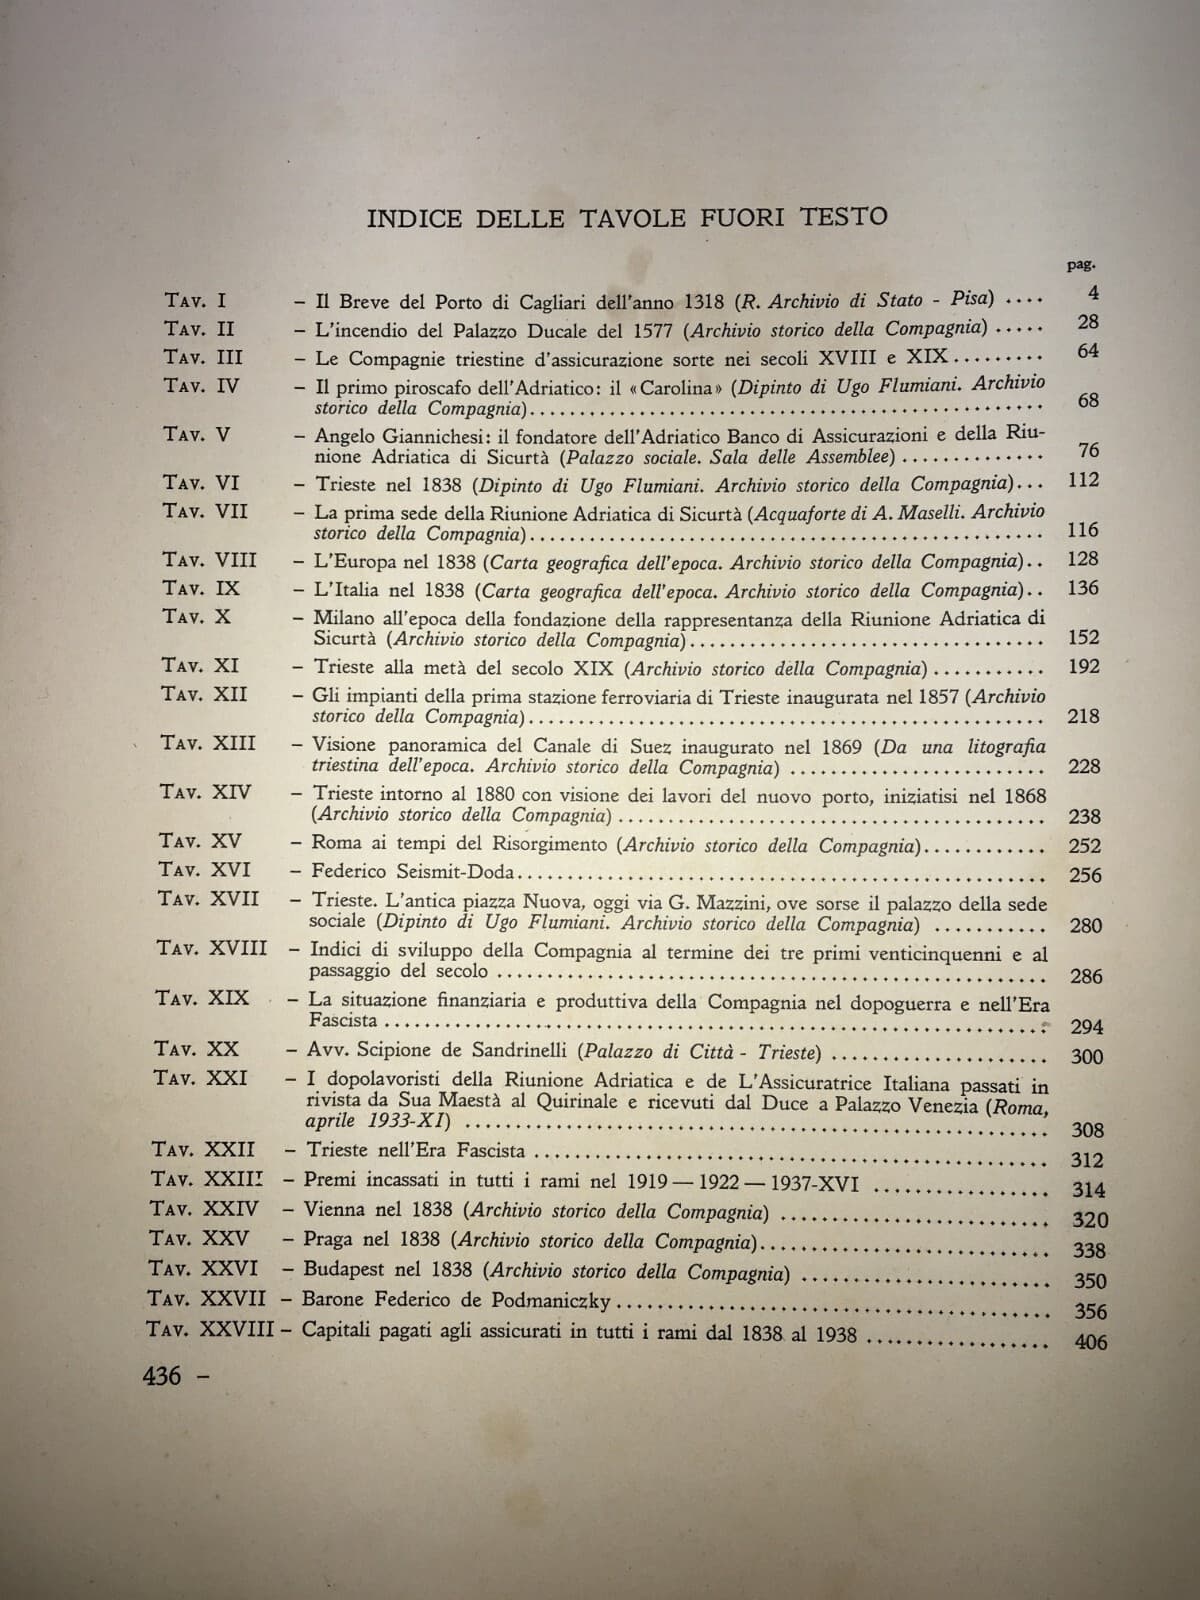 INDICE DELLE TAVOLE FUORI TESTO
pag.
TAV. I – Il Breve del Porto di Cagliari dell'anno 1318 (R. Archivio di Stato - Pisa) .... 4
TAV. II – L'incendio del Palazzo Ducale del 1577 (Archivio storico della Compagnia) ..... 28
TAV. III – Le Compagnie triestine d'assicurazione sorte nei secoli XVIII e XIX......... 64
TAV. IV – Il primo piroscafo dell'Adriatico: il «Carolina» (Dipinto di Ugo Flumiani. Archivio
storico della Compagnia)................................................ 68
TAV. V – Angelo Giannichesi: il fondatore dell'Adriatico Banco di Assicurazioni e della Riu-
nione Adriatica di Sicurtà (Palazzo sociale. Sala delle Assemblee) .............. 76
TAV. VI – Trieste nel 1838 (Dipinto di Ugo Flumiani. Archivio storico della Compagnia)... 112
TAV. VII – La prima sede della Riunione Adriatica di Sicurtà (Acquaforte di A. Maselli. Archivio
storico della Compagnia)................................................ 116
TAV. VIII – L'Europa nel 1838 (Carta geografica dell'epoca. Archivio storico della Compagnia).. 128
TAV. IX – L'Italia nel 1838 (Carta geografica dell'epoca. Archivio storico della Compagnia).. 136
TAV. X – Milano all'epoca della fondazione della rappresentanza della Riunione Adriatica di
Sicurtà (Archivio storico della Compagnia)................................. 152
TAV. XI – Trieste alla metà del secolo XIX (Archivio storico della Compagnia) ........... 192
TAV. XII – Gli impianti della prima stazione ferroviaria di Trieste inaugurata nel 1857 (Archivio
storico della Compagnia)................................................ 218
TAV. XIII – Visione panoramica del Canale di Suez inaugurato nel 1869 (Da una litografia
triestina dell'epoca. Archivio storico della Compagnia) ........................ 228
TAV. XIV – Trieste intorno al 1880 con visione dei lavori del nuovo porto, iniziatisi nel 1868
(Archivio storico della Compagnia) ........................................ 238
TAV. XV – Roma ai tempi del Risorgimento (Archivio storico della Compagnia)............ 252
TAV. XVI – Federico Seismit-Doda.................................................. 256
TAV. XVII – Trieste. L'antica piazza Nuova, oggi via G. Mazzini, ove sorse il palazzo della sede
sociale (Dipinto di Ugo Flumiani. Archivio storico della Compagnia) ........... 280
TAV. XVIII – Indici di sviluppo della Compagnia al termine dei tre primi venticinquenni e al
passaggio del secolo .................................................... 286
TAV. XIX – La situazione finanziaria e produttiva della Compagnia nel dopoguerra e nell'Era
Fascista ............................................................... 294
TAV. XX – Avv. Scipione de Sandrinelli (Palazzo di Città - Trieste) ..................... 300
TAV. XXI – I dopolavoristi della Riunione Adriatica e de L'Assicuratrice Italiana passati in
rivista da Sua Maestà al Quirinale e ricevuti dal Duce a Palazzo Venezia (Roma,
aprile 1933-XI) ........................................................ 308
TAV. XXII – Trieste nell'Era Fascista ................................................ 312
TAV. XXIII – Premi incassati in tutti i rami nel 1919 — 1922 — 1937-XVI ................. 314
TAV. XXIV – Vienna nel 1838 (Archivio storico della Compagnia) ......................... 320
TAV. XXV – Praga nel 1838 (Archivio storico della Compagnia)........................... 338
TAV. XXVI – Budapest nel 1838 (Archivio storico della Compagnia) ....................... 350
TAV. XXVII – Barone Federico de Podmaniczky......................................... 356
TAV. XXVIII – Capitali pagati agli assicurati in tutti i rami dal 1838 al 1938 .................. 406
436 –